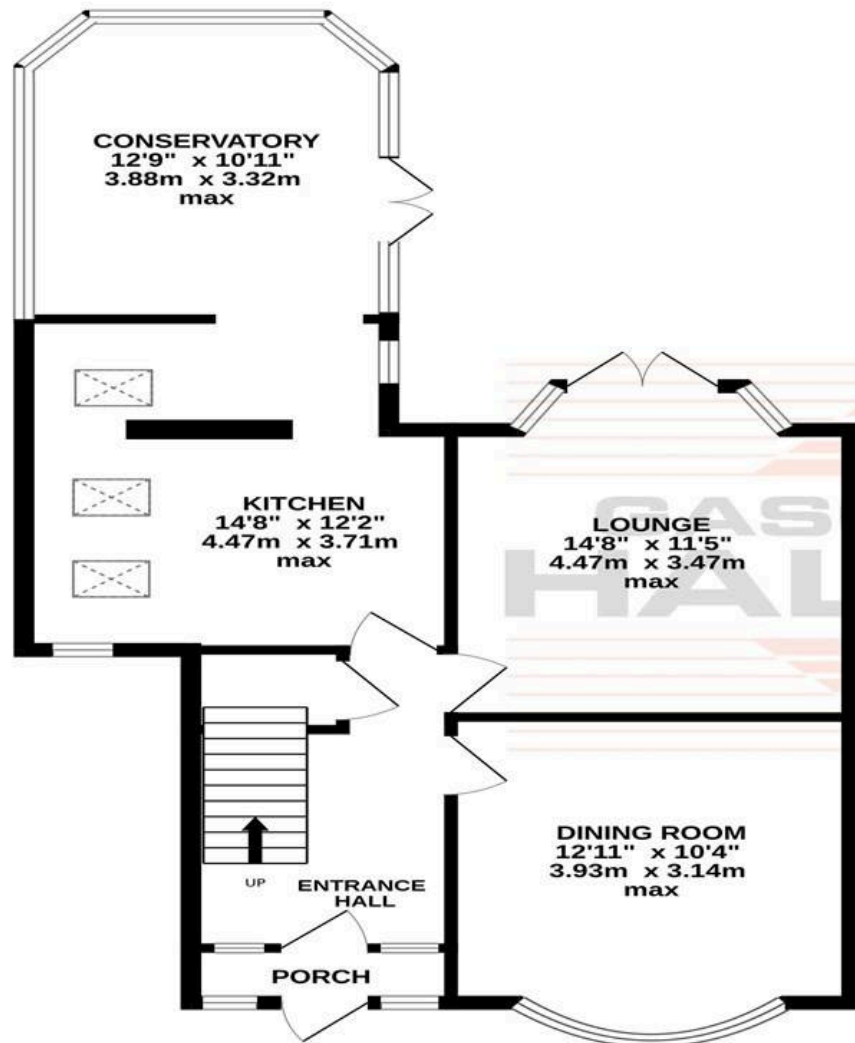 CONSERVATORY
12'9" x 10'11"
3.88m x 3.32m
max
KITCHEN
14'8" x 12'2"
4.47m x 3.71m
max
LOUNGE
14'8" x 11'5"
4.47m x 3.47m
max
DINING ROOM
12'11" x 10'4"
3.93m x 3.14m
max
UP
ENTRANCE
HALL
PORCH